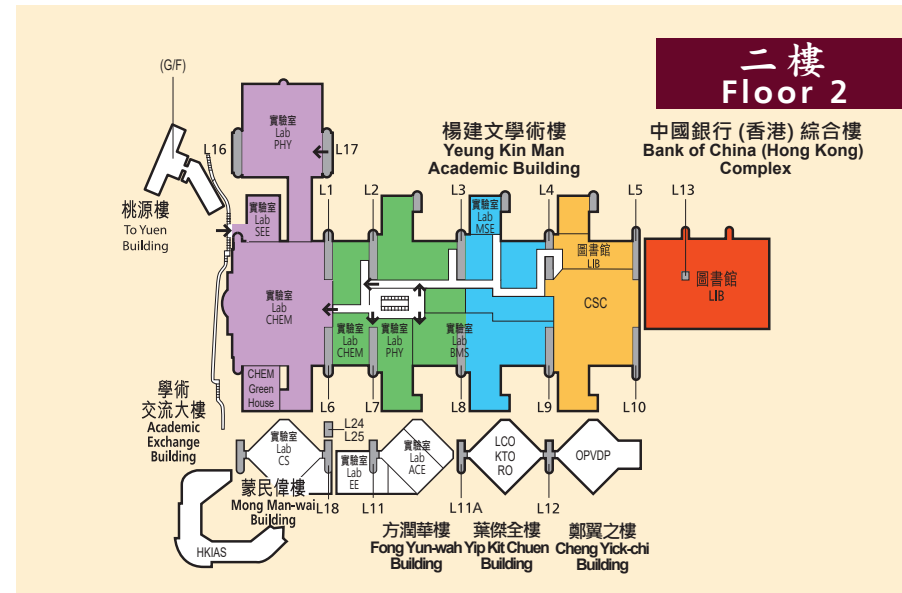 二樓
Floor 2
(G/F)
楊建文學術樓
Yeung Kin Man
Academic Building
中國銀行 (香港) 綜合樓
Bank of China (Hong Kong)
Complex
實驗室
Lab
PHY
L16
L17
L1
L2
L3
L4
L5
L13
桃源樓
To Yuen
Building
實驗室
Lab
SEE
實驗室
Lab
MSE
圖書館
LIB
圖書館
LIB
實驗室
Lab
CHEM
CSC
實驗室
Lab
CHEM
實驗室
Lab
PHY
實驗室
Lab
BMS
CHEM
Green
House
L6
L7
L8
L9
L10
學術
交流大樓
Academic
Exchange
Building
L24
L25
實驗室
Lab
CS
實驗室
Lab
EE
實驗室
Lab
ACE
LCO
KTO
RO
OPVDP
蒙民偉樓
Mong Man-wai
Building
L18
L11
L11A
L12
HKIAS
方潤華樓
Fong Yun-wah
Building
葉傑全樓
Yip Kit Chuen
Building
鄭翼之樓
Cheng Yick-chi
Building